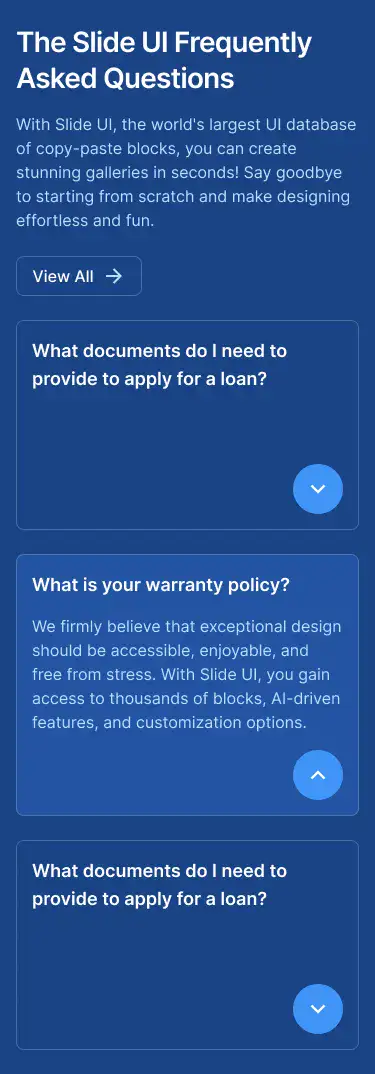 The Slide UI Frequently
Asked Questions
With Slide UI, the world's largest UI database
of copy-paste blocks, you can create
stunning galleries in seconds! Say goodbye
to starting from scratch and make designing
effortless and fun.
View All
What documents do I need to
provide to apply for a loan?
What is your warranty policy?
We firmly believe that exceptional design
should be accessible, enjoyable, and
free from stress. With Slide UI, you gain
access to thousands of blocks, AI-driven
features, and customization options.
What documents do I need to
provide to apply for a loan?